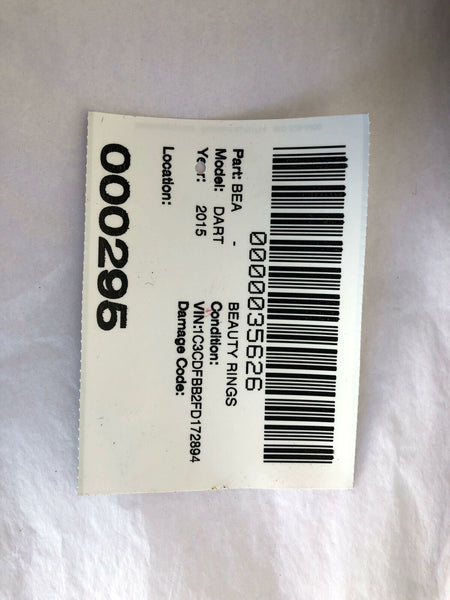 0000035626
Part: BEA - BEAUTY RINGS
Model: DART Condition:
Year: 2015 VIN:1C3CDFBB2FD172894
Damage Code:
Location:
000295